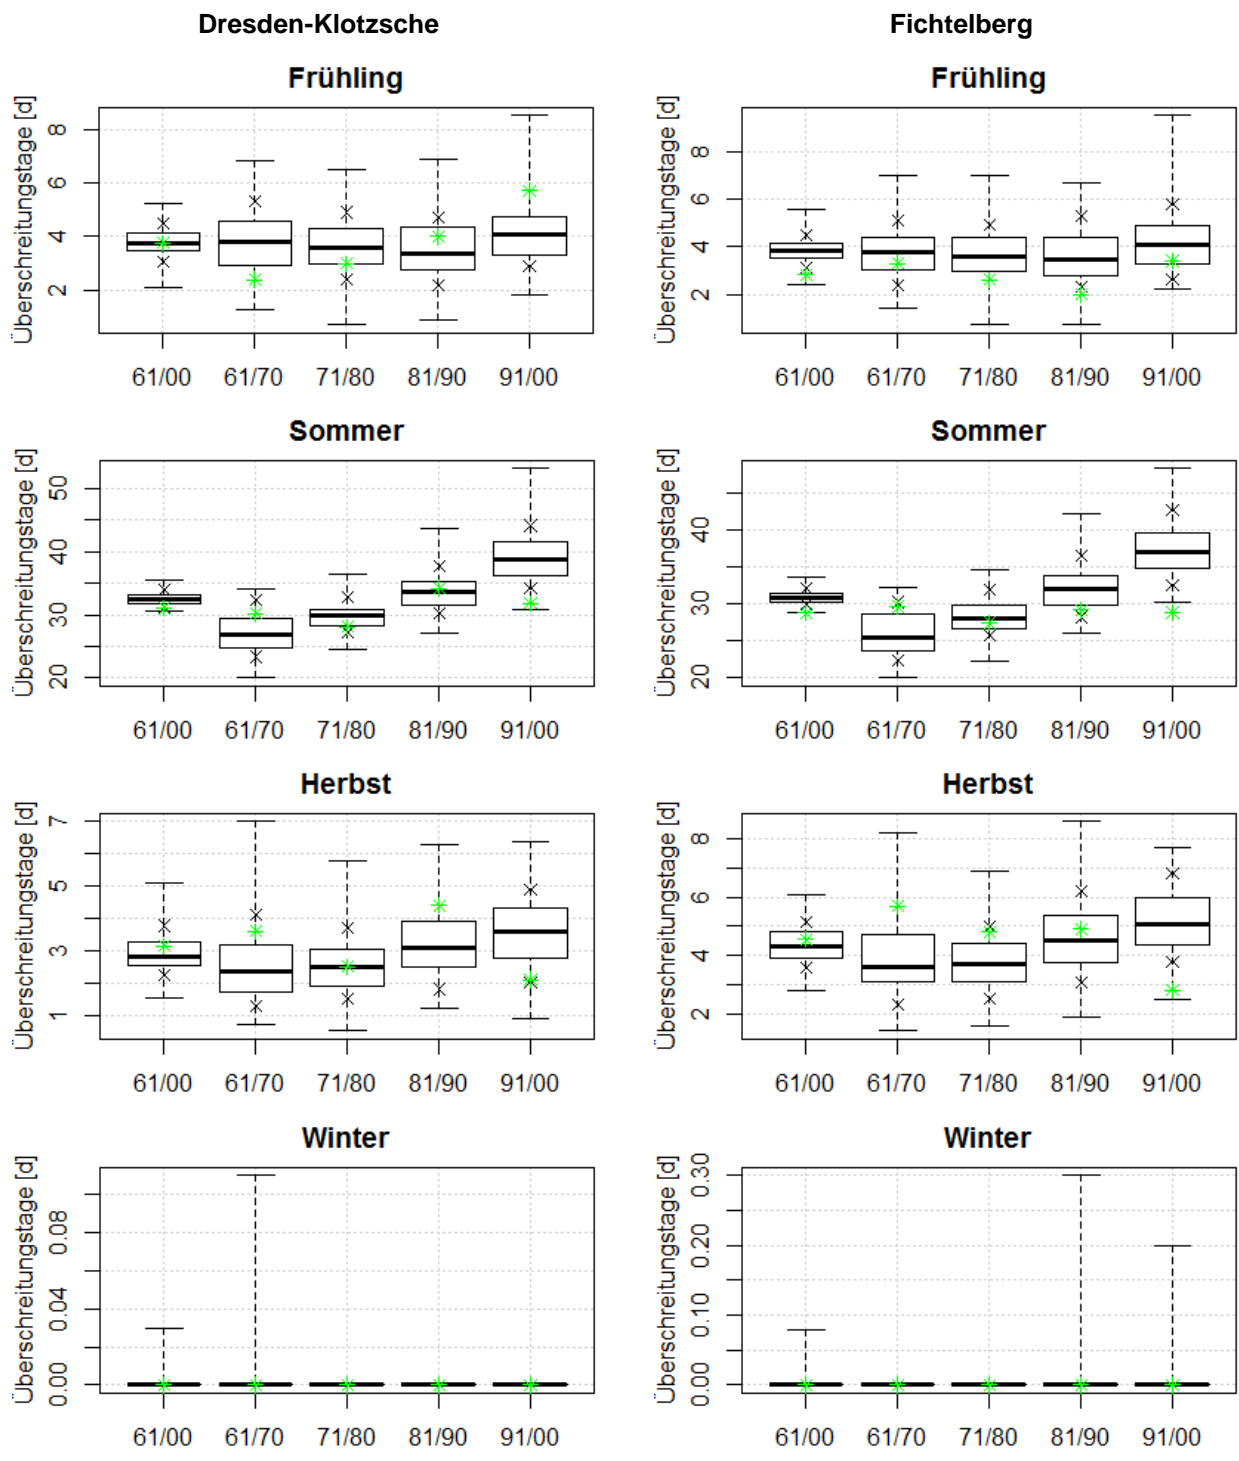 Dresden-Klotzsche
Fichtelberg
Frühling
Überschreitungstage [d]
8
6
4
2
61/00 61/70 71/80 81/90 91/00
Frühling
Überschreitungstage [d]
8
6
4
2
61/00 61/70 71/80 81/90 91/00
Sommer
Überschreitungstage [d]
50
40
30
20
61/00 61/70 71/80 81/90 91/00
Sommer
Überschreitungstage [d]
40
30
20
61/00 61/70 71/80 81/90 91/00
Herbst
Überschreitungstage [d]
7
5
3
1
61/00 61/70 71/80 81/90 91/00
Herbst
Überschreitungstage [d]
8
6
4
2
61/00 61/70 71/80 81/90 91/00
Winter
Überschreitungstage [d]
0.08
0.04
0.00
61/00 61/70 71/80 81/90 91/00
Winter
Überschreitungstage [d]
0.30
0.20
0.10
0.00
61/00 61/70 71/80 81/90 91/00